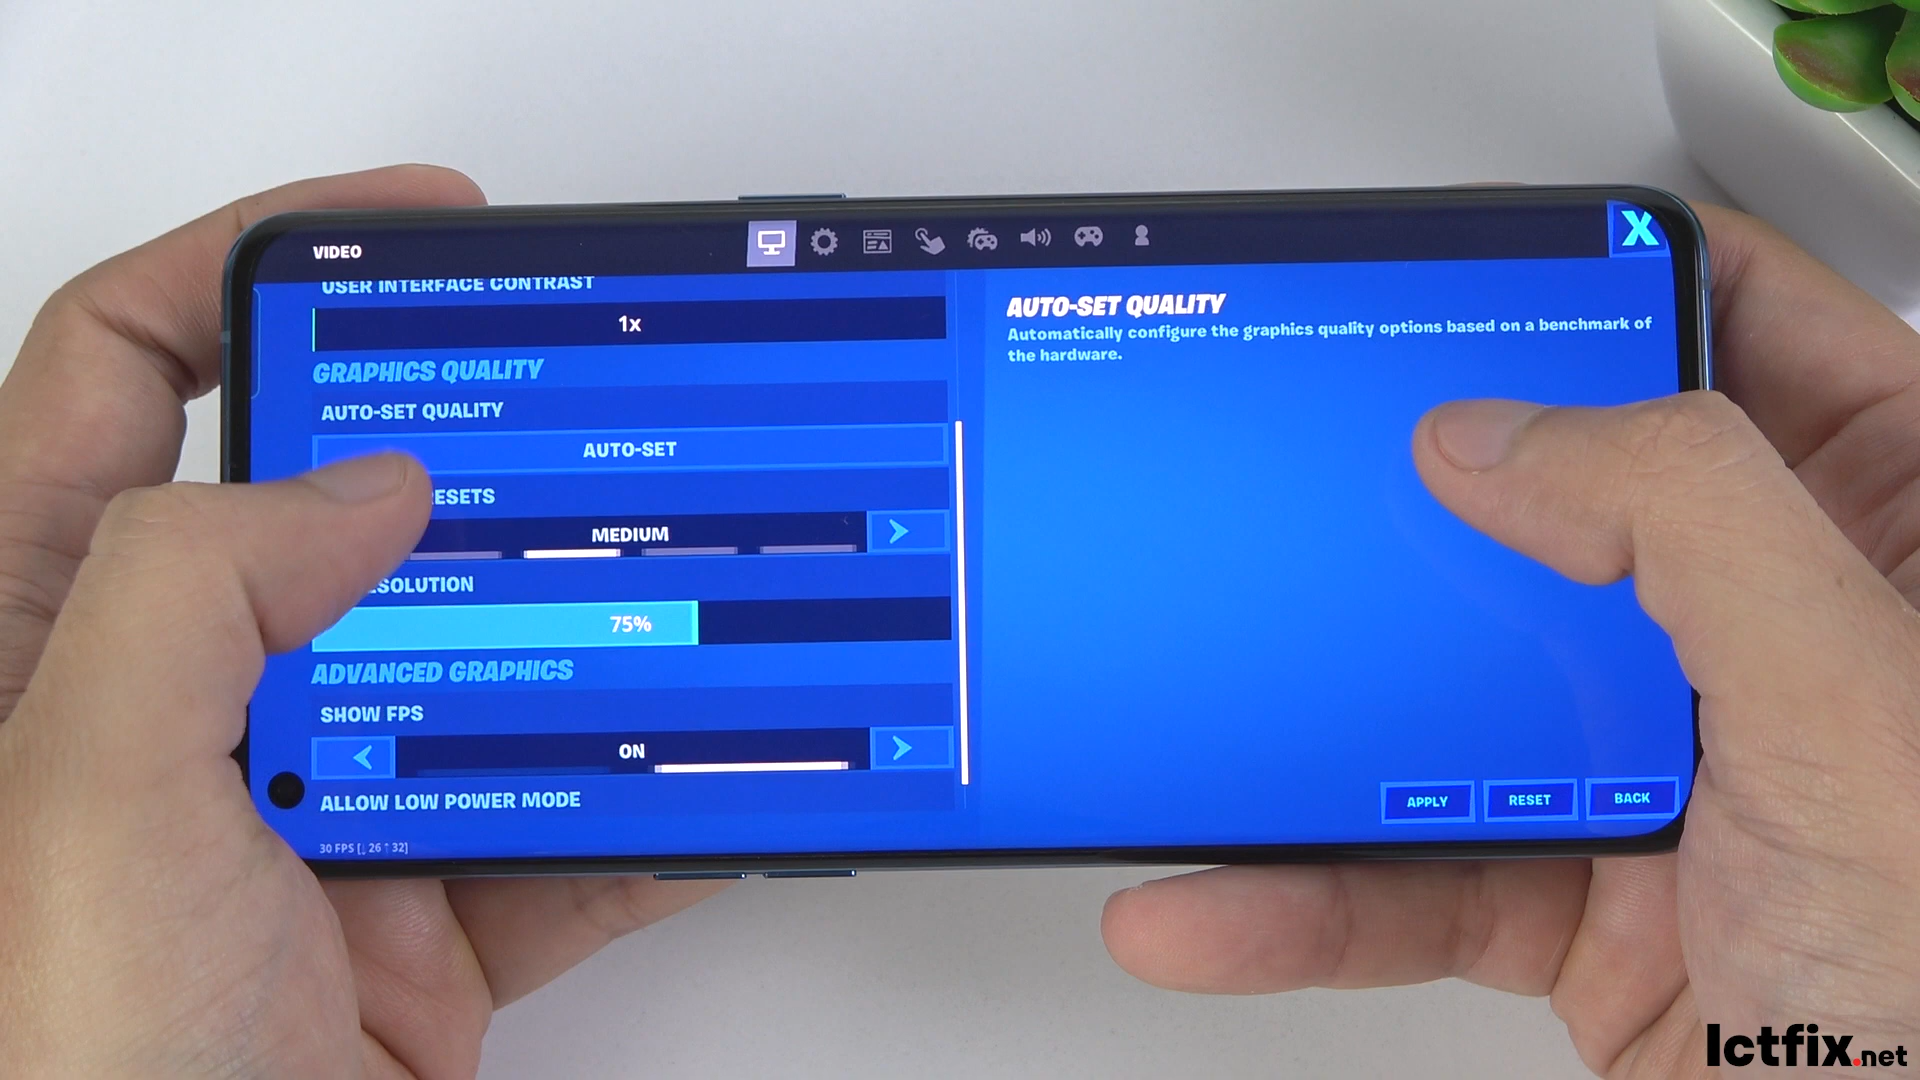 VIDEO
X
USER INTERFACE CONTRAST
1x
GRAPHICS QUALITY
AUTO-SET QUALITY
AUTO-SET
RESETS
MEDIUM
SOLUTION
75%
ADVANCED GRAPHICS
SHOW FPS
ON
ALLOW LOW POWER MODE
30 FPS [↓ 26 ↑ 32]
AUTO-SET QUALITY
Automatically configure the graphics quality options based on a benchmark of
the hardware.
APPLY
RESET
BACK
Ictfix.net